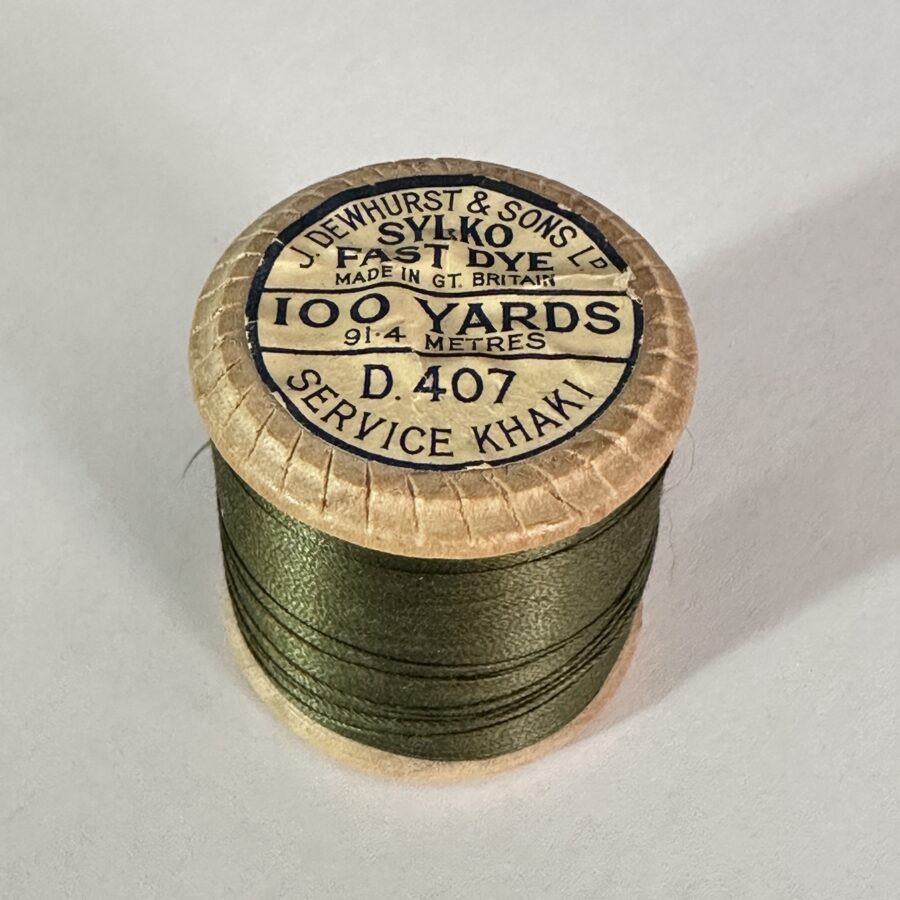 J. DEWHURST & SONS LD
SYLKO
FAST DYE
MADE IN GT. BRITAIN
100 YARDS
91·4 METRES
D. 407
SERVICE KHAKI